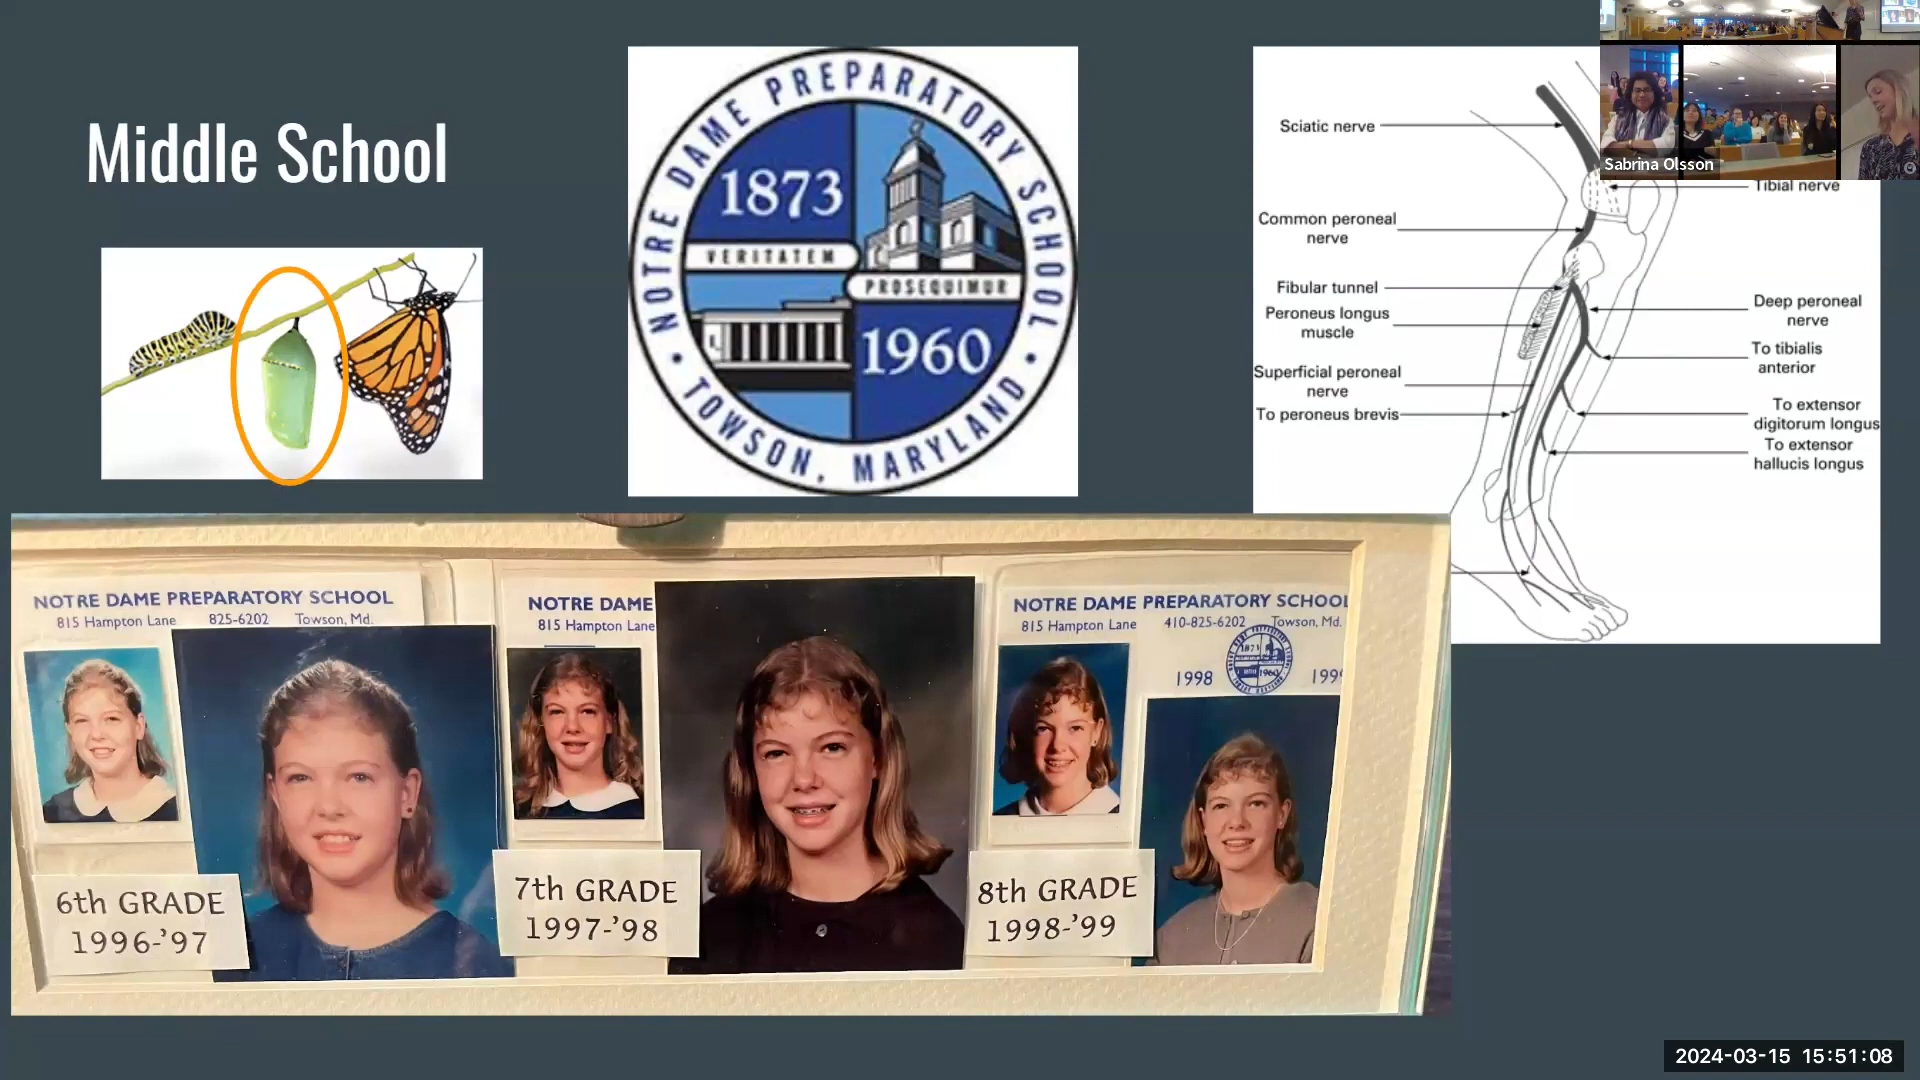 Middle School
NOTRE DAME PREPARATORY SCHOOL
1873
VERITATEM
PROSEQUIMUR
1960
• TOWSON, MARYLAND •
Sciatic nerve
Tibial nerve
Common peroneal
nerve
Fibular tunnel
Peroneus longus
muscle
Superficial peroneal
nerve
To peroneus brevis
Deep peroneal
nerve
To tibialis
anterior
To extensor
digitorum longus
To extensor
hallucis longus
Sabrina Olsson
NOTRE DAME PREPARATORY SCHOOL
815 Hampton Lane 825-6202 Towson, Md.
6th GRADE
1996-'97
NOTRE DAME
815 Hampton Lane
7th GRADE
1997-'98
NOTRE DAME PREPARATORY SCHOOL
815 Hampton Lane 410-825-6202 Towson, Md.
1998 199
8th GRADE
1998-'99
2024-03-15 15:51:08